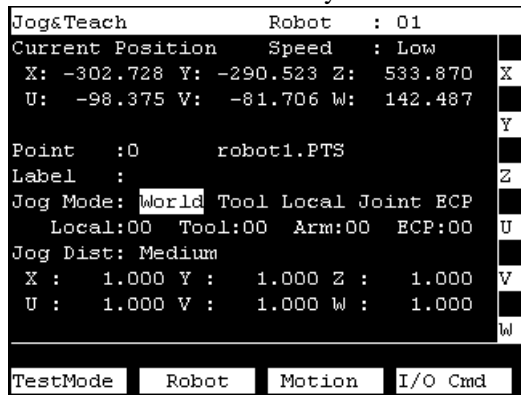 Jog&Teach Robot : 01
Current Position Speed : Low
X: -302.728 Y: -290.523 Z: 533.870 X
U: -98.375 V: -81.706 W: 142.487
Y
Point :0 robot1.PTS
Label : Z
Jog Mode: World Tool Local Joint ECP
Local:00 Tool:00 Arm:00 ECP:00 U
Jog Dist: Medium
X : 1.000 Y : 1.000 Z : 1.000 V
U : 1.000 V : 1.000 W : 1.000
W
TestMode Robot Motion I/O Cmd